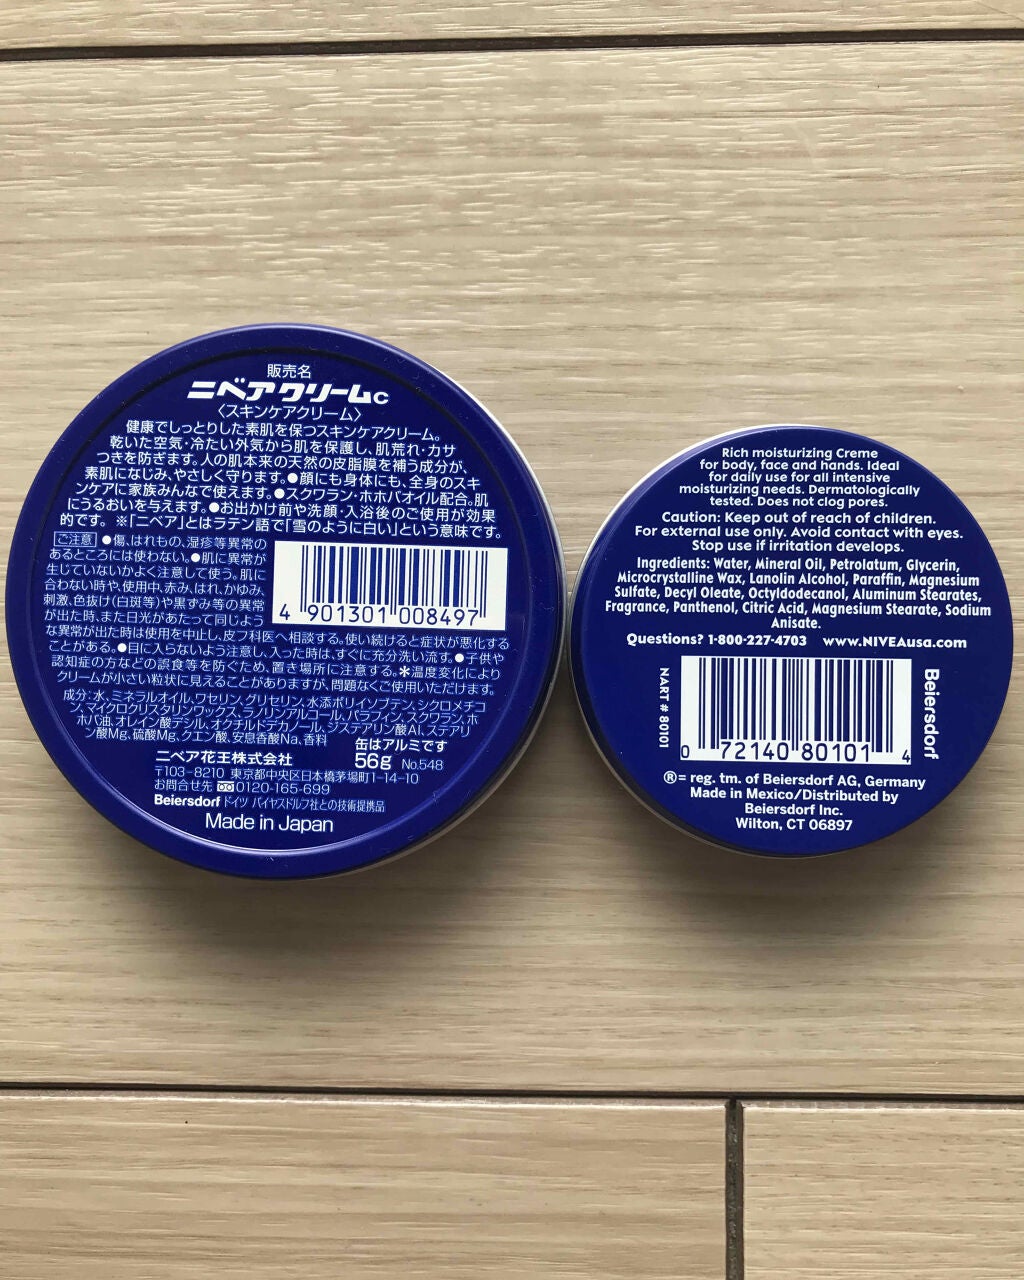 販売名
ニベアクリームc
〈スキンケアクリーム〉
健康でしっとりした素肌を保つスキンケアクリーム。
乾いた空気・冷たい外気から肌を保護し、肌荒れ・カサ
つきを防ぎます。人の肌本来の天然の皮脂膜を補う成分が、
素肌になじみ、やさしく守ります。●顔にも身体にも、全身のスキ
ンケアに家族みんなで使えます。●スクワラン・ホホバオイル配合。肌
にうるおいを与えます。●お出かけ前や洗顔・入浴後のご使用が効果
的です。 ※「ニベア」とはラテン語で「雪のように白い」という意味です。
ご注意 ●傷、はれもの、湿疹等異常の
あるところには使わない。●肌に異常が
生じていないかよく注意して使う。肌に
合わない時や、使用中、赤み、はれ、かゆみ、
刺激、色抜け(白斑等)や黒ずみ等の異常
が出た時、また日光があたって同じよう
な異常が出た時は使用を中止し、皮フ科医へ相談する。使い続けると症状が悪化する
ことがある。●目に入らないよう注意し、入った時は、すぐに充分洗い流す。●子供や
認知症の方などの誤食等を防ぐため、置き場所に注意する。＊温度変化により
クリームが小さい粒状に見えることがありますが、問題なくご使用いただけます。
4 901301 008497
成分:水、ミネラルオイル、ワセリン、グリセリン、水添ポリイソブテン、シクロメチコ
ン、マイクロクリスタリンワックス、ラノリンアルコール、パラフィン、スクワラン、ホ
ホバ油、オレイン酸デシル、オクチルドデカノール、ジステアリン酸Al、ステアリ
ン酸Mg、硫酸Mg、クエン酸、安息香酸Na、香料
缶はアルミです
ニベア花王株式会社 56g No.548
〒103-8210 東京都中央区日本橋茅場町1-14-10
お問合せ先 0120-165-699
Beiersdorf ドイツ バイヤスドルフ社との技術提携品
Made in Japan
Rich moisturizing Creme
for body, face and hands. Ideal
for daily use for all intensive
moisturizing needs. Dermatologically
tested. Does not clog pores.
Caution: Keep out of reach of children.
For external use only. Avoid contact with eyes.
Stop use if irritation develops.
Ingredients: Water, Mineral Oil, Petrolatum, Glycerin,
Microcrystalline Wax, Lanolin Alcohol, Paraffin, Magnesium
Sulfate, Decyl Oleate, Octyldodecanol, Aluminum Stearates,
Fragrance, Panthenol, Citric Acid, Magnesium Stearate, Sodium
Anisate.
Questions? 1-800-227-4703 www.NIVEAusa.com
NART # 80101
0 72140 80101 4
Beiersdorf
®= reg. tm. of Beiersdorf AG, Germany
Made in Mexico/Distributed by
Beiersdorf Inc.
Wilton, CT 06897